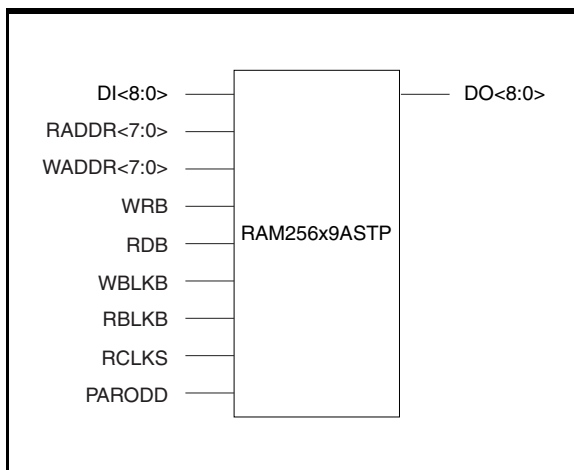 DI<8:0>
DO<8:0>
RADDR<7:0>
WADDR<7:0>
WRB
RDB
RAM256x9ASTP
WBLKB
RBLKB
RCLKS
PARODD